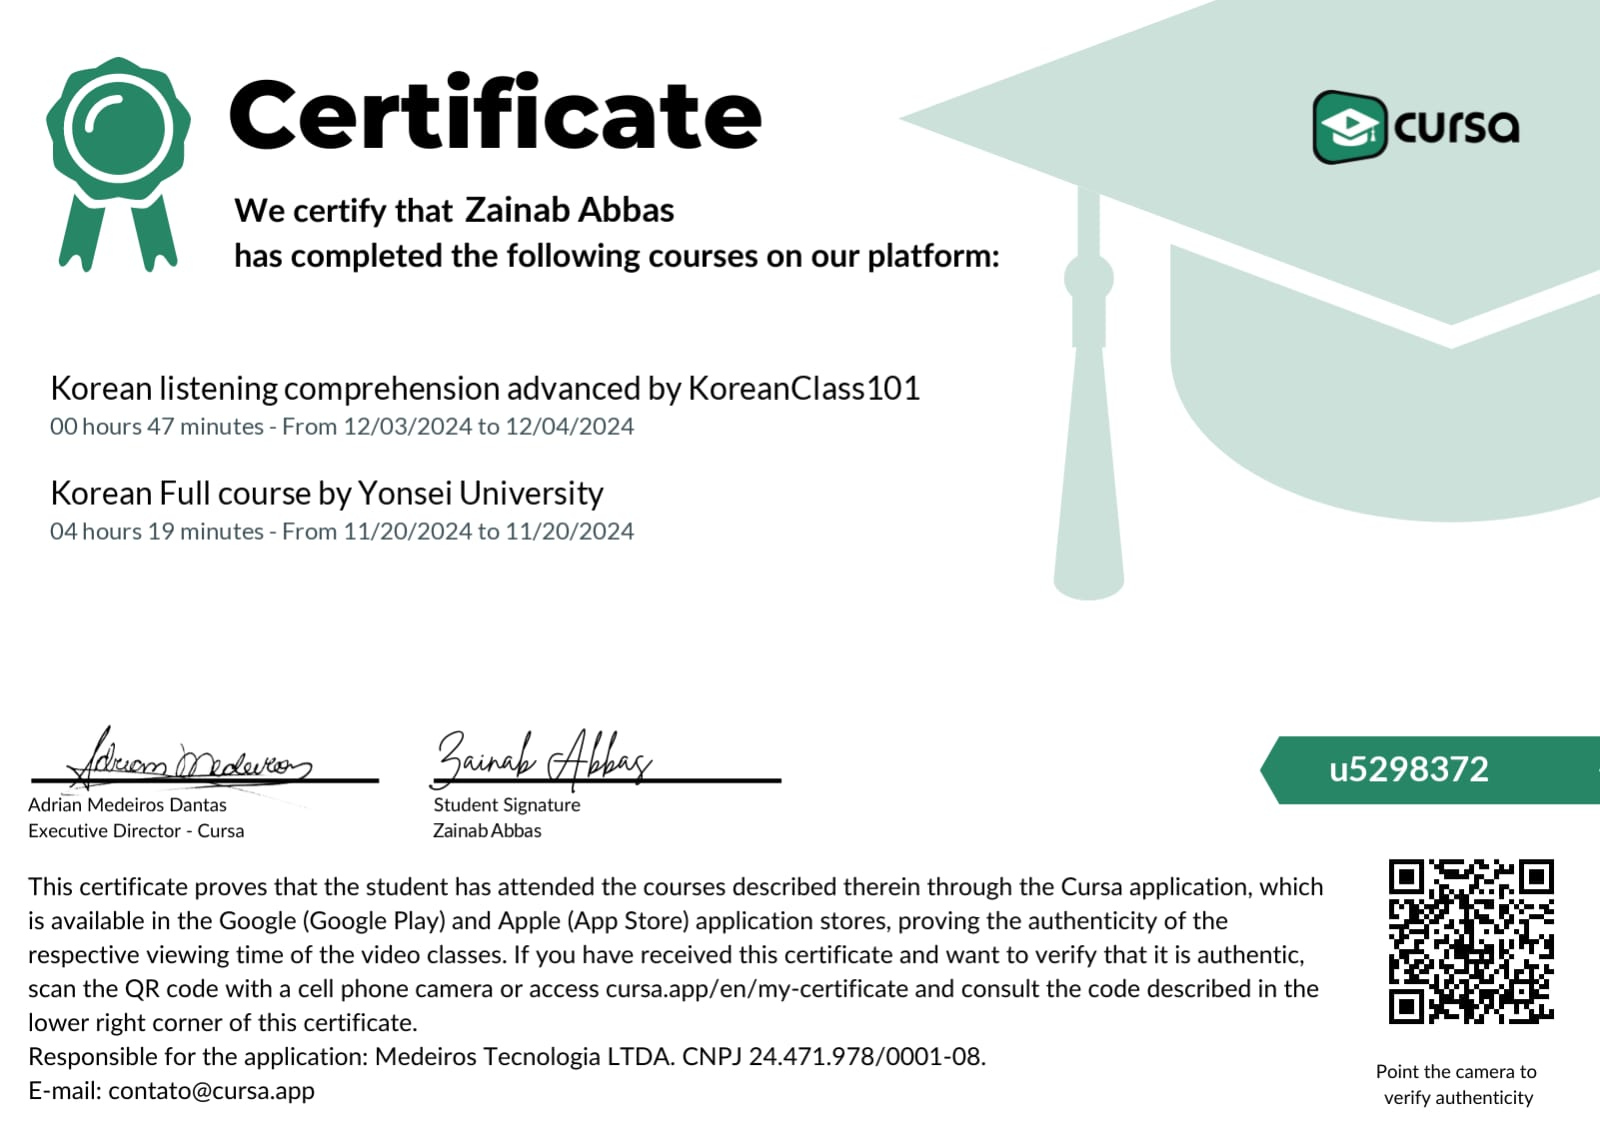 Certificate
cursa
We certify that Zainab Abbas
has completed the following courses on our platform:
Korean listening comprehension advanced by KoreanClass101
00 hours 47 minutes - From 12/03/2024 to 12/04/2024
Korean Full course by Yonsei University
04 hours 19 minutes - From 11/20/2024 to 11/20/2024
Adrian Medeiros
Zainab Abbas
Adrian Medeiros Dantas
Executive Director - Cursa
Student Signature
Zainab Abbas
u5298372
This certificate proves that the student has attended the courses described therein through the Cursa application, which
is available in the Google (Google Play) and Apple (App Store) application stores, proving the authenticity of the
respective viewing time of the video classes. If you have received this certificate and want to verify that it is authentic,
scan the QR code with a cell phone camera or access cursa.app/en/my-certificate and consult the code described in the
lower right corner of this certificate.
Responsible for the application: Medeiros Tecnologia LTDA. CNPJ 24.471.978/0001-08.
E-mail: contato@cursa.app
Point the camera to
verify authenticity